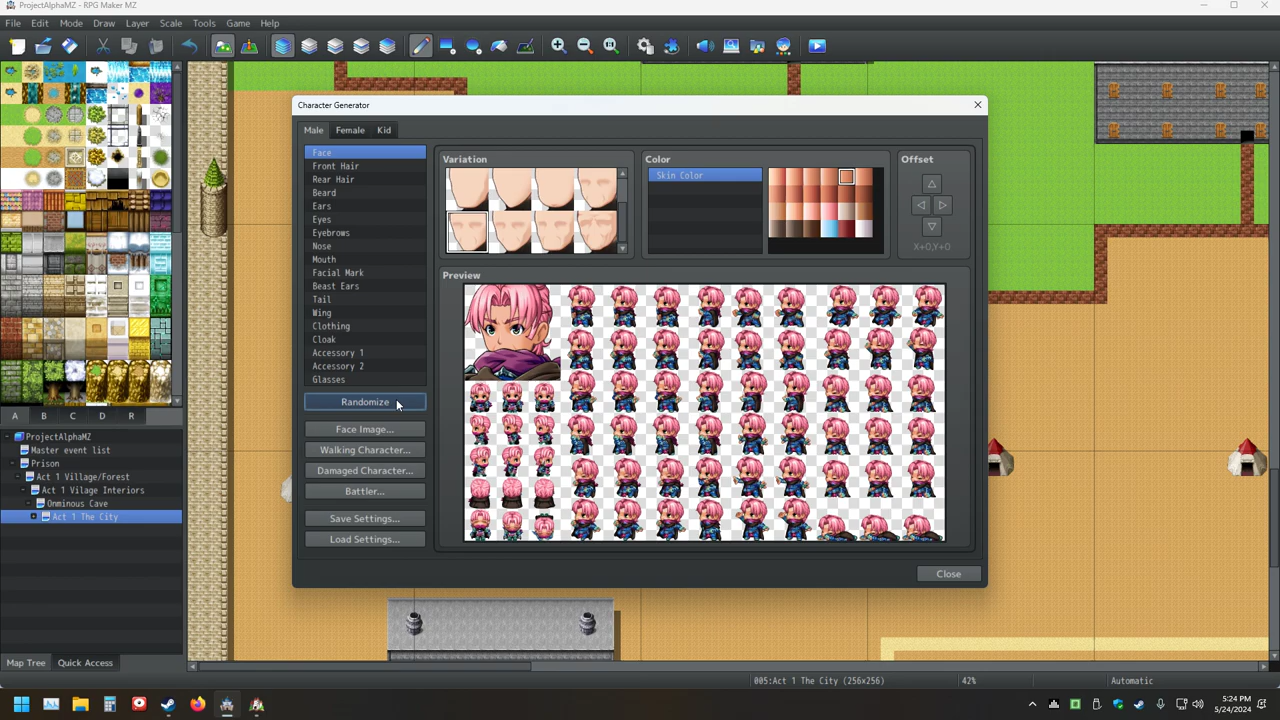 ProjectAlphaMZ - RPG Maker MZ
File Edit Mode Draw Layer Scale Tools Game Help
Character Generator
Male Female Kid
Face
Front Hair
Rear Hair
Beard
Ears
Eyes
Eyebrows
Nose
Mouth
Facial Mark
Beast Ears
Tail
Wing
Clothing
Cloak
Accessory 1
Accessory 2
Glasses
Randomize
Face Image...
Walking Character...
Damaged Character...
Battler...
Save Settings...
Load Settings...
Variation
Color
Skin Color
Offset
X+0,Y+0
Preview
Close
A B C D R
ProjectAlphaMZ
Master event list
Prison
Act 1 Village/Forest
Act 1 Vilage Interiors
Onminous Cave
Act 1 The City
Map Tree Quick Access
005:Act 1 The City (256x256) 42% Automatic
5:24 PM
5/24/2024